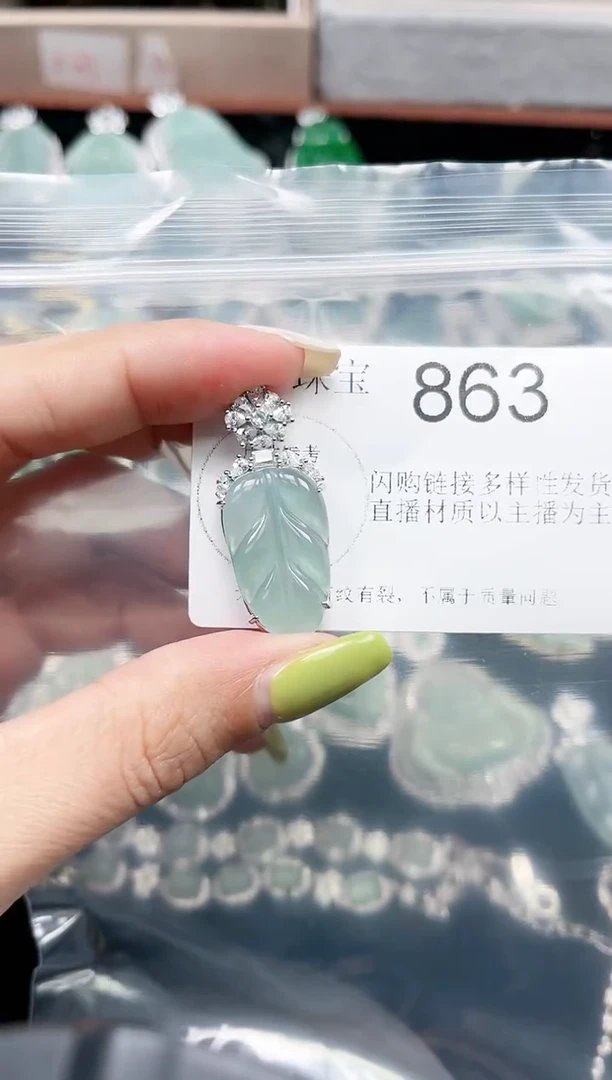 珠宝
863
闪购链接多样性发货
直播材质以主播为主
纹有裂，不属于质量问题